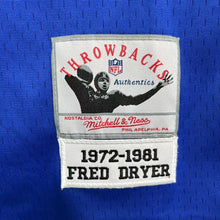 THROWBACKS
NFL
Authentics
NOSTALGIA CO.
Mitchell & Ness
PHILADELPHIA, PA
1972-1981
FRED DRYER